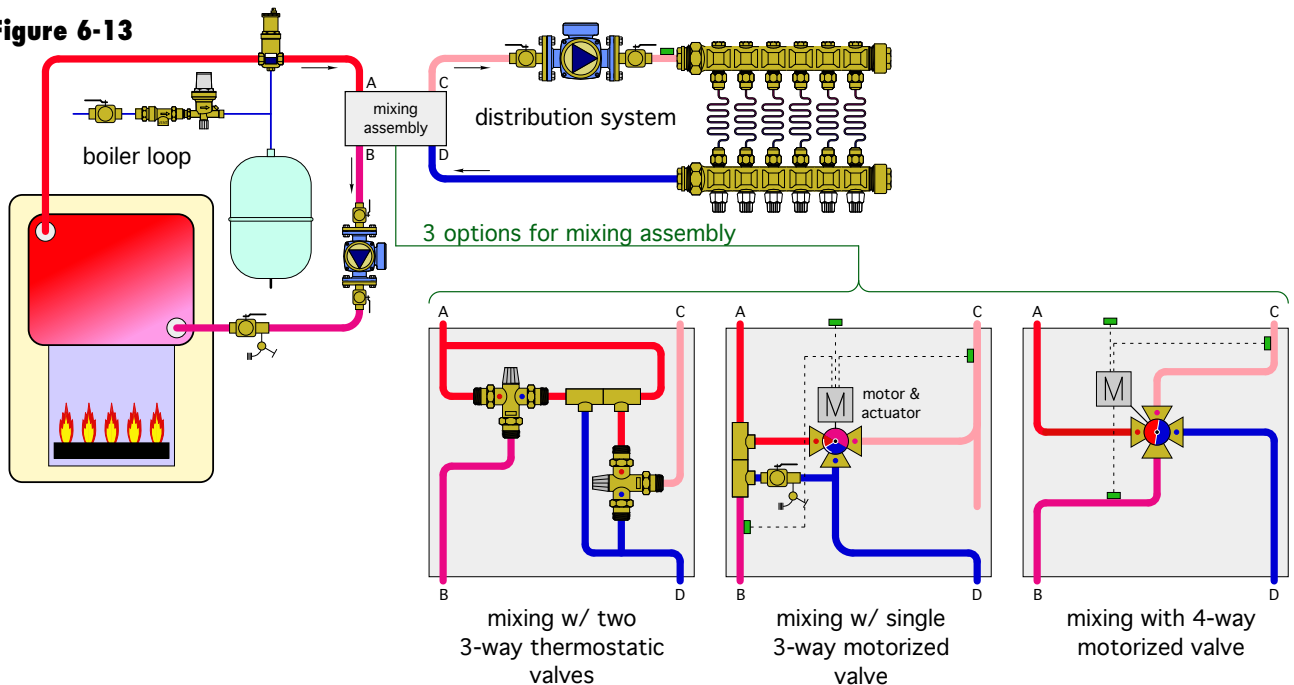 Figure 6-13
A
C
mixing
assembly
B
D
distribution system
boiler loop
3 options for mixing assembly
A
C
A
C
A
C
M
motor &
actuator
M
B
D
B
D
B
D
mixing w/ two
3-way thermostatic
valves
mixing w/ single
3-way motorized
valve
mixing with 4-way
motorized valve